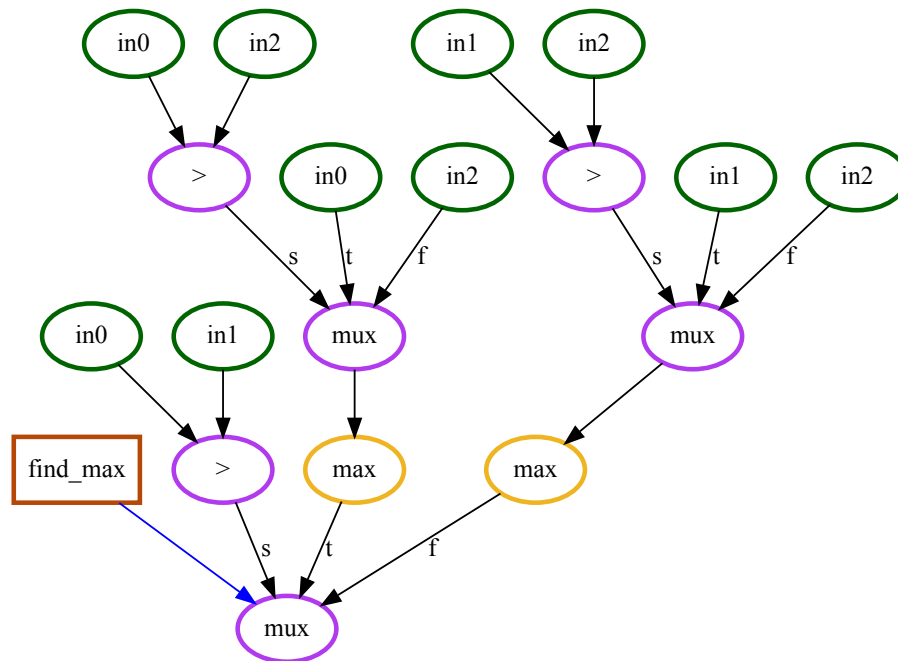 in0
in2
in1
in2
>
in0
in2
>
in1
in2
s
t
f
s
t
f
in0
in1
mux
mux
find_max
>
max
max
s
t
f
mux